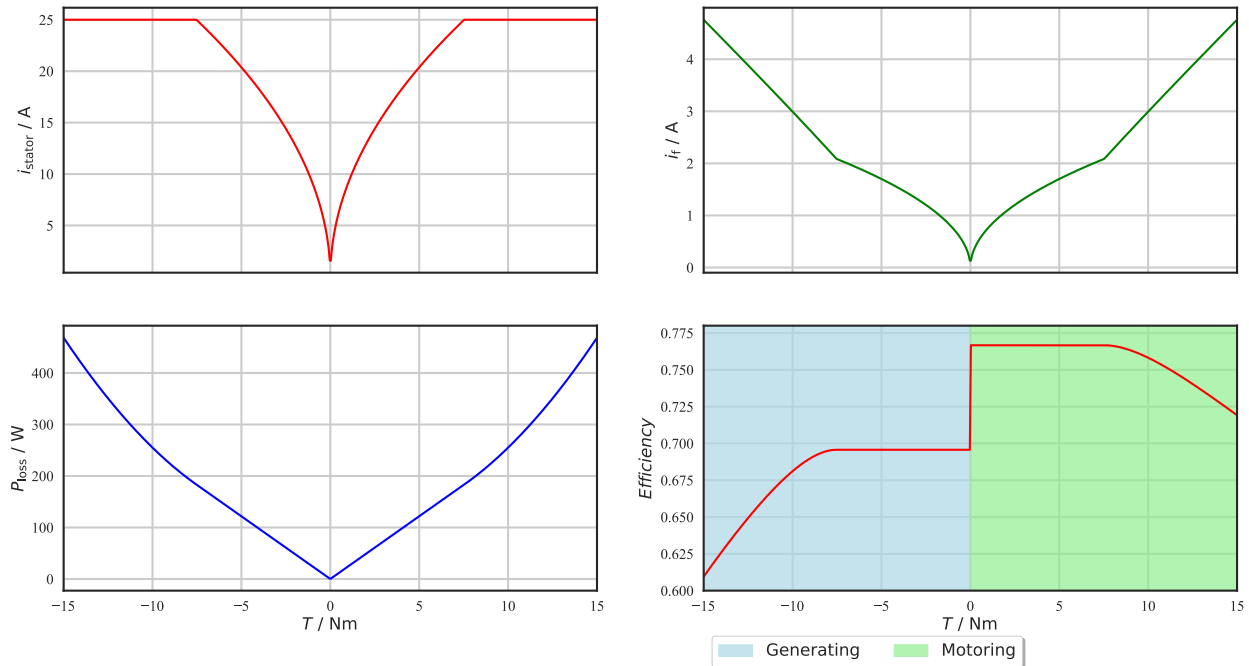 25
20
15
10
5
i_stator / A
4
3
2
1
0
i_f / A
400
300
200
100
0
P_loss / W
−15 −10 −5 0 5 10 15
T / Nm
0.775
0.750
0.725
0.700
0.675
0.650
0.625
0.600
Efficiency
−15 −10 −5 0 5 10 15
T / Nm
Generating Motoring